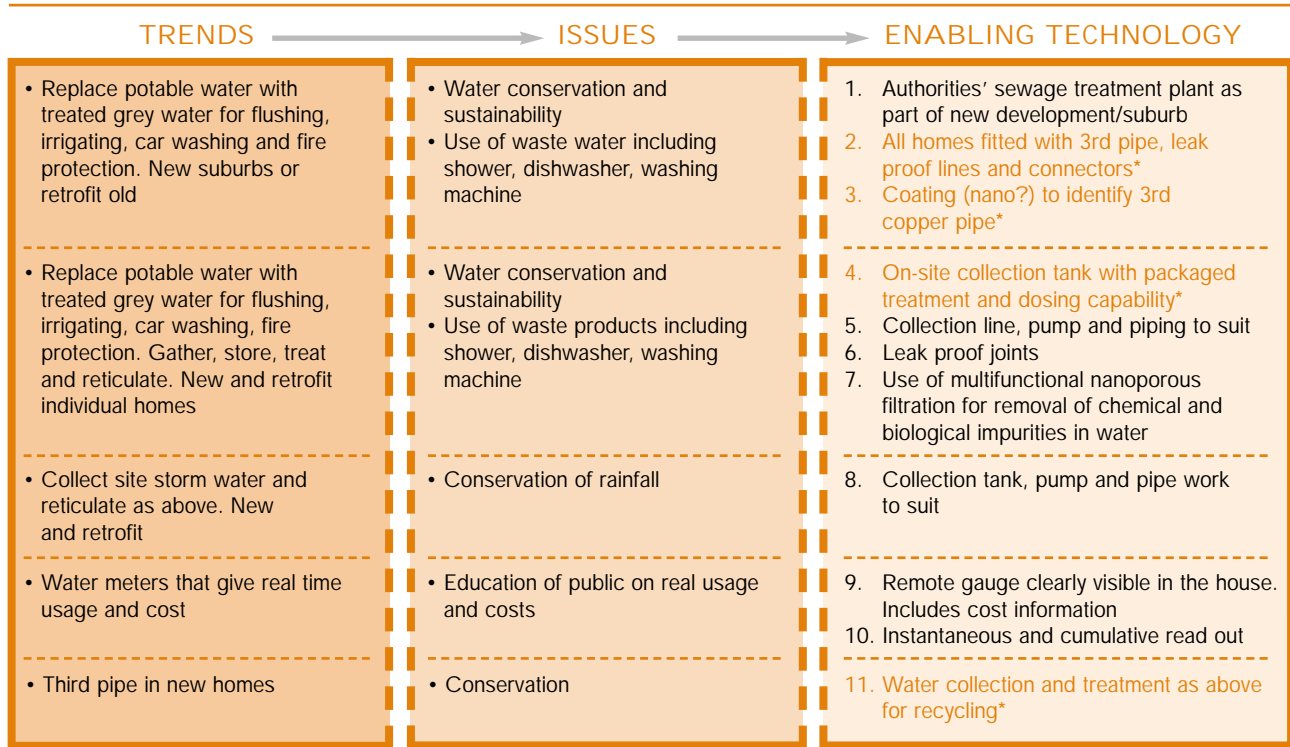 TRENDS
ISSUES
ENABLING TECHNOLOGY
• Replace potable water with
treated grey water for flushing,
irrigating, car washing and fire
protection. New suburbs or
retrofit old
• Water conservation and
sustainability
• Use of waste water including
shower, dishwasher, washing
machine
1. Authorities’ sewage treatment plant as
part of new development/suburb
2. All homes fitted with 3rd pipe, leak
proof lines and connectors*
3. Coating (nano?) to identify 3rd
copper pipe*
• Replace potable water with
treated grey water for flushing,
irrigating, car washing, fire
protection. Gather, store, treat
and reticulate. New and retrofit
individual homes
• Water conservation and
sustainability
• Use of waste products including
shower, dishwasher, washing
machine
4. On-site collection tank with packaged
treatment and dosing capability*
5. Collection line, pump and piping to suit
6. Leak proof joints
7. Use of multifunctional nanoporous
filtration for removal of chemical and
biological impurities in water
• Collect site storm water and
reticulate as above. New
and retrofit
• Conservation of rainfall
8. Collection tank, pump and pipe work
to suit
• Water meters that give real time
usage and cost
• Education of public on real usage
and costs
9. Remote gauge clearly visible in the house.
Includes cost information
10. Instantaneous and cumulative read out
• Third pipe in new homes
• Conservation
11. Water collection and treatment as above
for recycling*